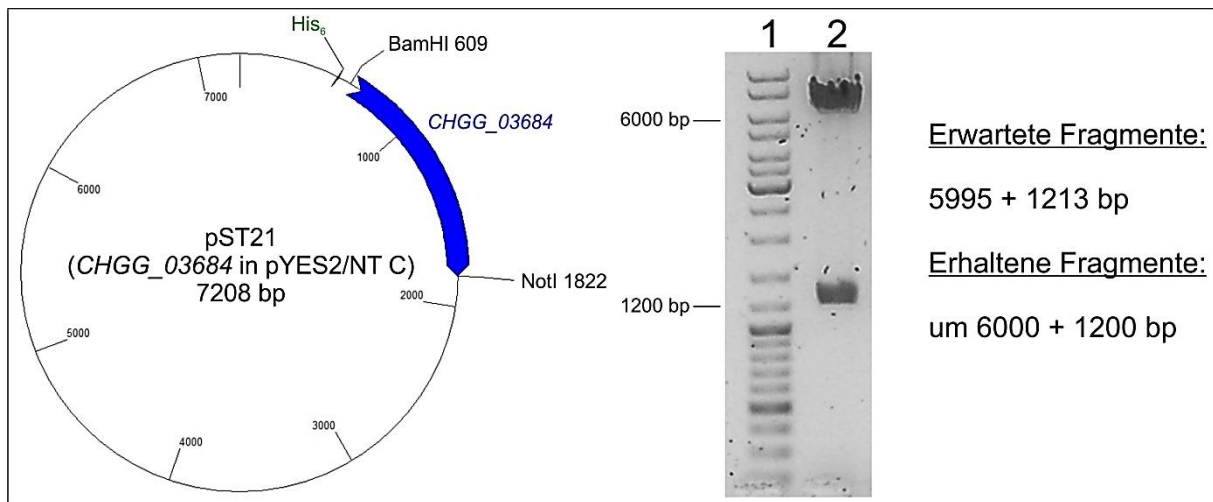 His6
BamHI 609
CHGG_03684
7000
1000
6000
pST21
(CHGG_03684 in pYES2/NT C)
7208 bp
NotI 1822
2000
5000
3000
4000
1 2
6000 bp
1200 bp
Erwartete Fragmente:
5995 + 1213 bp
Erhaltene Fragmente:
um 6000 + 1200 bp